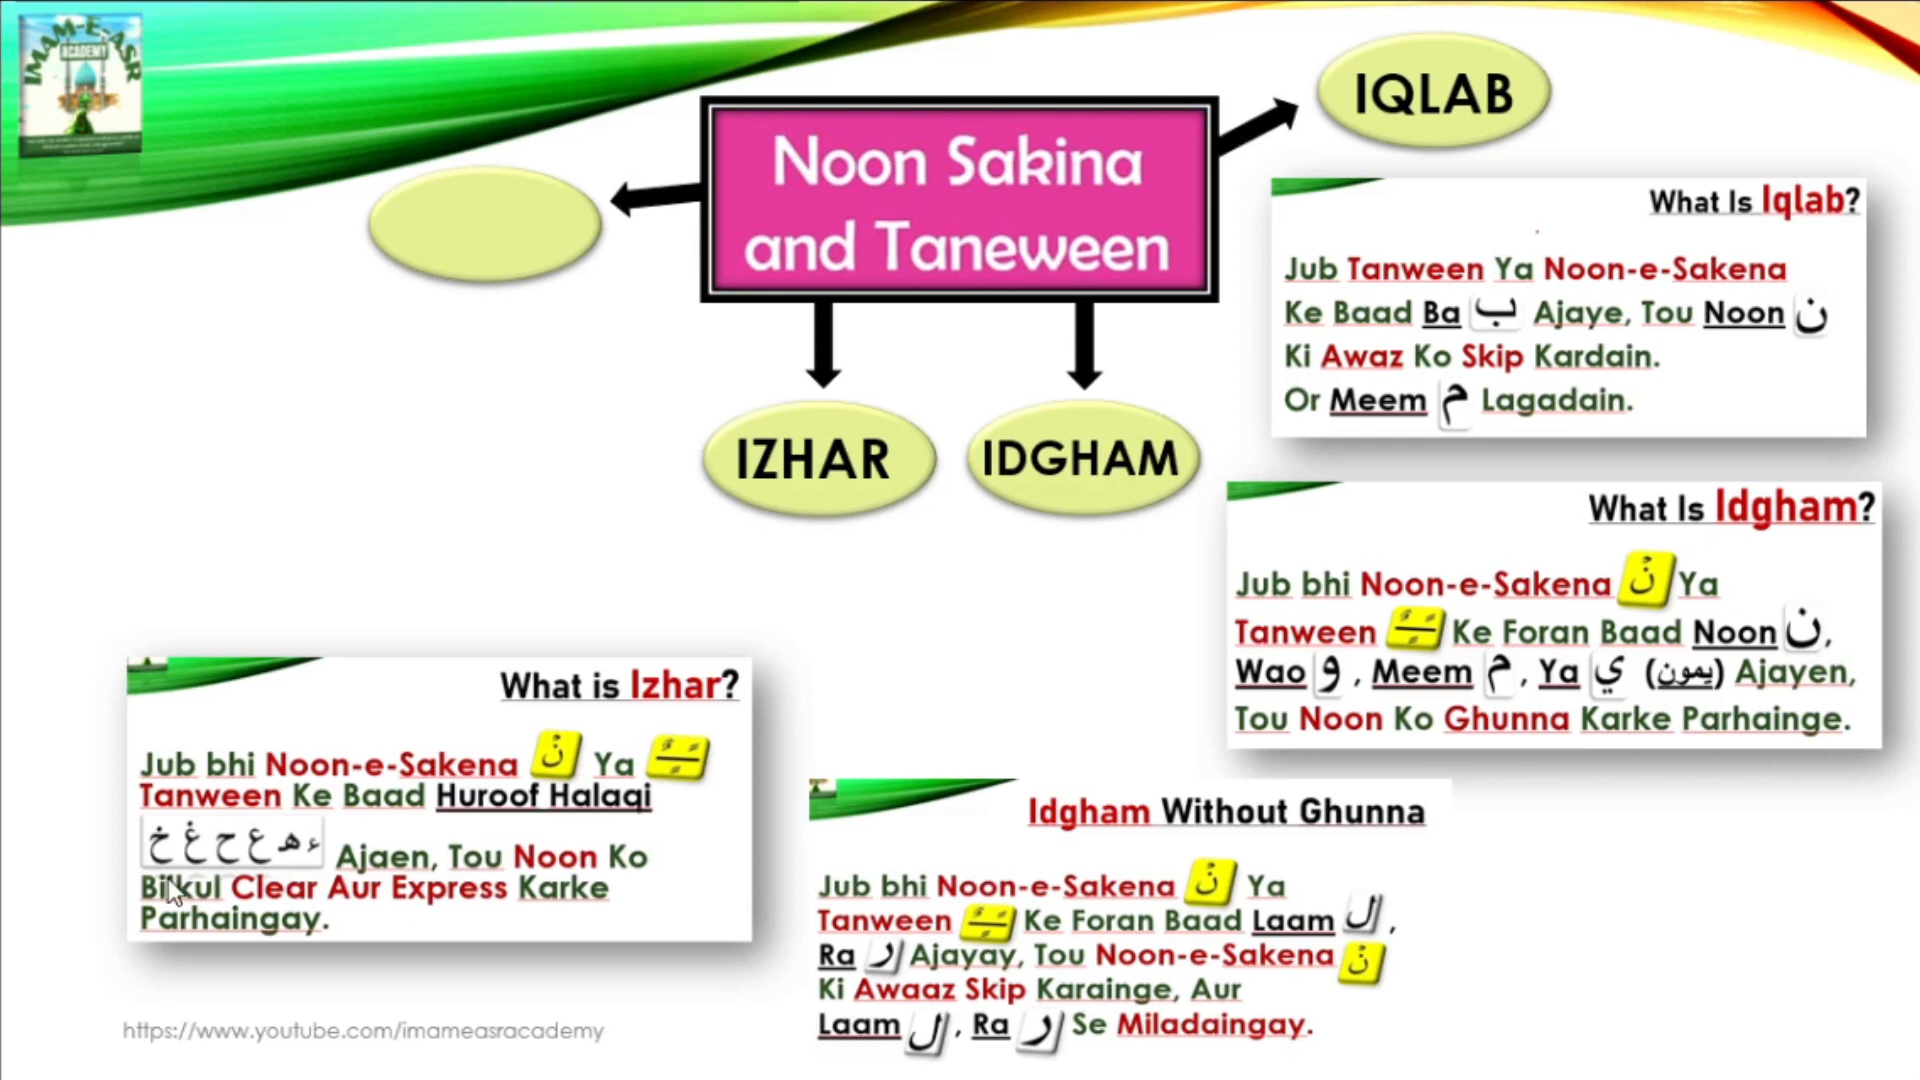 IMAM-E-ASR
ACADEMY
Noon Sakina
and Taneween
IQLAB
IZHAR
IDGHAM
What Is Iqlab?
Jub Tanween Ya Noon-e-Sakena
Ke Baad Ba ب Ajaye, Tou Noon ن
Ki Awaz Ko Skip Kardain.
Or Meem م Lagadain.
What Is Idgham?
Jub bhi Noon-e-Sakena نْ Ya
Tanween ـًـٍـٌ Ke Foran Baad Noon ن,
Wao و , Meem م , Ya ي (يمون) Ajayen,
Tou Noon Ko Ghunna Karke Parhainge.
What is Izhar?
Jub bhi Noon-e-Sakena نْ Ya ـًـٍـٌ
Tanween Ke Baad Huroof Halaqi
ء ھ ع ح غ خ Ajaen, Tou Noon Ko
Bilkul Clear Aur Express Karke
Parhaingay.
Idgham Without Ghunna
Jub bhi Noon-e-Sakena نْ Ya
Tanween ـًـٍـٌ Ke Foran Baad Laam ل ,
Ra ر Ajayay, Tou Noon-e-Sakena نْ
Ki Awaaz Skip Karainge, Aur
Laam ل , Ra ر Se Miladaingay.
https://www.youtube.com/imameasracademy